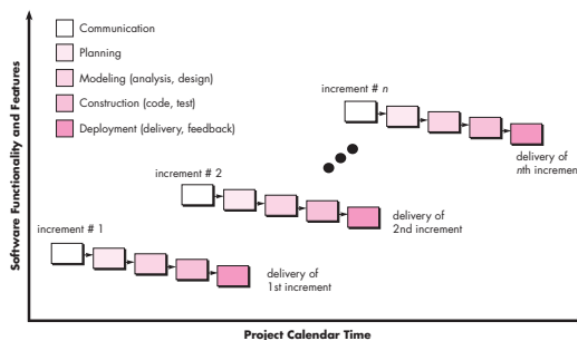 Software Functionality and Features
Communication
Planning
Modeling (analysis, design)
Construction (code, test)
Deployment (delivery, feedback)
increment # n
delivery of
nth increment
increment # 2
delivery of
2nd increment
increment # 1
delivery of
1st increment
Project Calendar Time